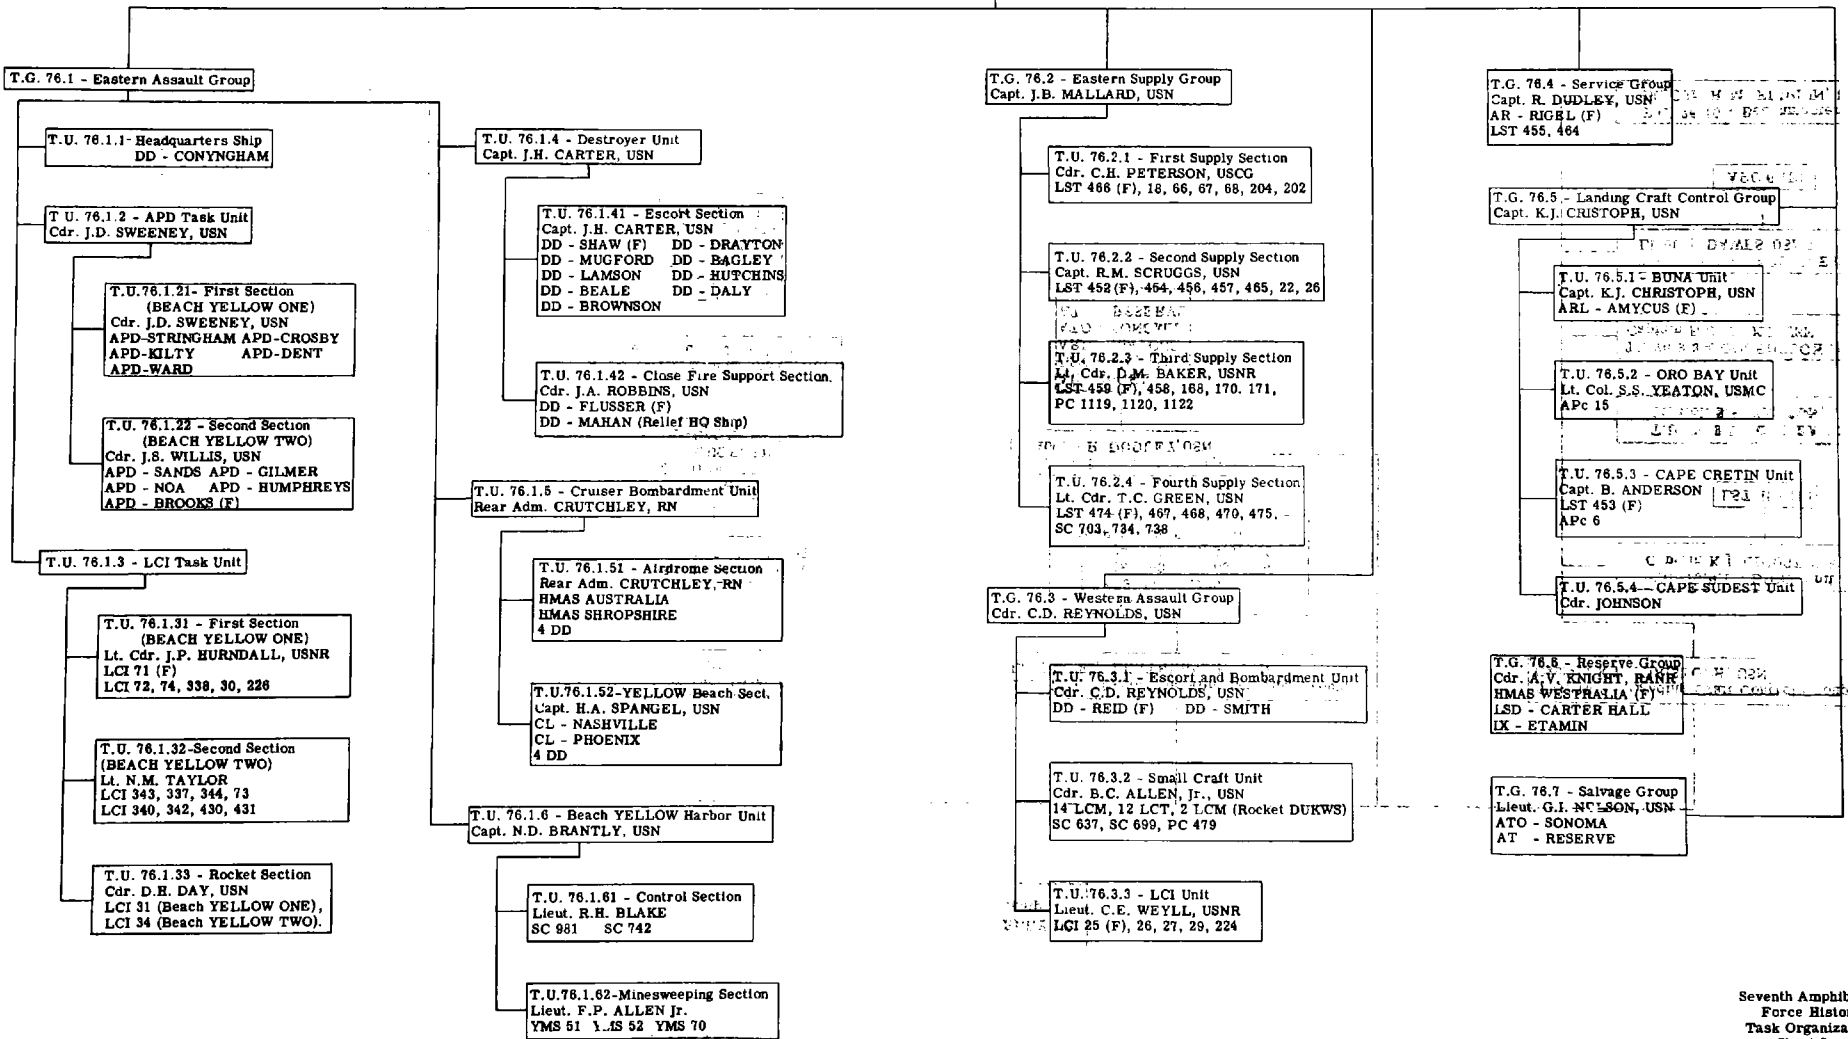 T.G. 76.1 - Eastern Assault Group
T.U. 76.1.1- Headquarters Ship
DD - CONYNGHAM
T U. 76.1.2 - APD Task Unit
Cdr. J.D. SWEENEY, USN
T.U.76.1.21- First Section
(BEACH YELLOW ONE)
Cdr. J.D. SWEENEY, USN
APD-STRINGHAM APD-CROSBY
APD-KILTY APD-DENT
APD-WARD
T.U. 76.1.22 - Second Section
(BEACH YELLOW TWO)
Cdr. J.S. WILLIS, USN
APD - SANDS APD - GILMER
APD - NOA APD - HUMPHREYS
APD - BROOKS (F)
T.U. 76.1.3 - LCI Task Unit
T.U. 76.1.31 - First Section
(BEACH YELLOW ONE)
Lt. Cdr. J.P. HURNDALL, USNR
LCI 71 (F)
LCI 72, 74, 338, 30, 226
T.U. 76.1.32-Second Section
(BEACH YELLOW TWO)
Lt. N.M. TAYLOR
LCI 343, 337, 344, 73
LCI 340, 342, 430, 431
T.U. 76.1.33 - Rocket Section
Cdr. D.H. DAY, USN
LCI 31 (Beach YELLOW ONE),
LCI 34 (Beach YELLOW TWO).
T.U. 76.1.4 - Destroyer Unit
Capt. J.H. CARTER, USN
T.U. 76.1.41 - Escort Section
Capt. J.H. CARTER, USN
DD - SHAW (F) DD - DRAYTON
DD - MUGFORD DD - BAGLEY
DD - LAMSON DD - HUTCHINS
DD - BEALE DD - DALY
DD - BROWNSON
T.U. 76.1.42 - Close Fire Support Section.
Cdr. J.A. ROBBINS, USN
DD - FLUSSER (F)
DD - MAHAN (Relief HQ Ship)
T.U. 76.1.5 - Cruiser Bombardment Unit
Rear Adm. CRUTCHLEY, RN
T.U. 76.1.51 - Airdrome Section
Rear Adm. CRUTCHLEY, RN
HMAS AUSTRALIA
HMAS SHROPSHIRE
4 DD
T.U.76.1.52-YELLOW Beach Sect.
Capt. H.A. SPANGEL, USN
CL - NASHVILLE
CL - PHOENIX
4 DD
T.U. 76.1.6 - Beach YELLOW Harbor Unit
Capt. N.D. BRANTLY, USN
T.U. 76.1.61 - Control Section
Lieut. R.H. BLAKE
SC 981 SC 742
T.U.76.1.62-Minesweeping Section
Lieut. F.P. ALLEN Jr.
YMS 51 52 YMS 70
T.G. 76.2 - Eastern Supply Group
Capt. J.B. MALLARD, USN
T.U. 76.2.1 - First Supply Section
Cdr. C.H. PETERSON, USCG
LST 466 (F), 18, 66, 67, 68, 204, 202
T.U. 76.2.2 - Second Supply Section
Capt. R.M. SCRUGGS, USN
LST 452 (F), 454, 456, 457, 465, 22, 26
T.U. 76.2.3 - Third Supply Section
Lt. Cdr. D.M. BAKER, USNR
LST 459 (F), 458, 168, 170. 171,
PC 1119, 1120, 1122
T.U. 76.2.4 - Fourth Supply Section
Lt. Cdr. T.C. GREEN, USN
LST 474 (F), 467, 468, 470, 475,
SC 703, 734, 738
T.G. 76.3 - Western Assault Group
Cdr. C.D. REYNOLDS, USN
T.U. 76.3.1 - Escort and Bombardment Unit
Cdr. C.D. REYNOLDS, USN
DD - REID (F) DD - SMITH
T.U. 76.3.2 - Small Craft Unit
Cdr. B.C. ALLEN, Jr., USN
14 LCM, 12 LCT, 2 LCM (Rocket DUKWS)
SC 637, SC 699, PC 479
T.U. 76.3.3 - LCI Unit
Lieut. C.E. WEYLL, USNR
LCI 25 (F), 26, 27, 29, 224
T.G. 76.4 - Service Group
Capt. R. DUDLEY, USN
AR - RIGEL (F)
LST 455, 464
T.G. 76.5 - Landing Craft Control Group
Capt. K.J. CRISTOPH, USN
T.U. 76.5.1 - BUNA Unit
Capt. K.J. CHRISTOPH, USN
ARL - AMYCUS (F)
T.U. 76.5.2 - ORO BAY Unit
Lt. Col. S.S. YEATON, USMC
APc 15
T.U. 76.5.3 - CAPE CRETIN Unit
Capt. B. ANDERSON
LST 453 (F)
APc 6
T.U. 76.5.4 - CAPE SUDEST Unit
Cdr. JOHNSON
T.G. 76.6 - Reserve Group
Cdr. A.V. KNIGHT, RANR
HMAS WESTRALIA (F)
LSD - CARTER HALL
IX - ETAMIN
T.G. 76.7 - Salvage Group
Lieut. G.I. NELSON, USN
ATO - SONOMA
AT - RESERVE
Seventh Amphib
Force Histo
Task Organiza